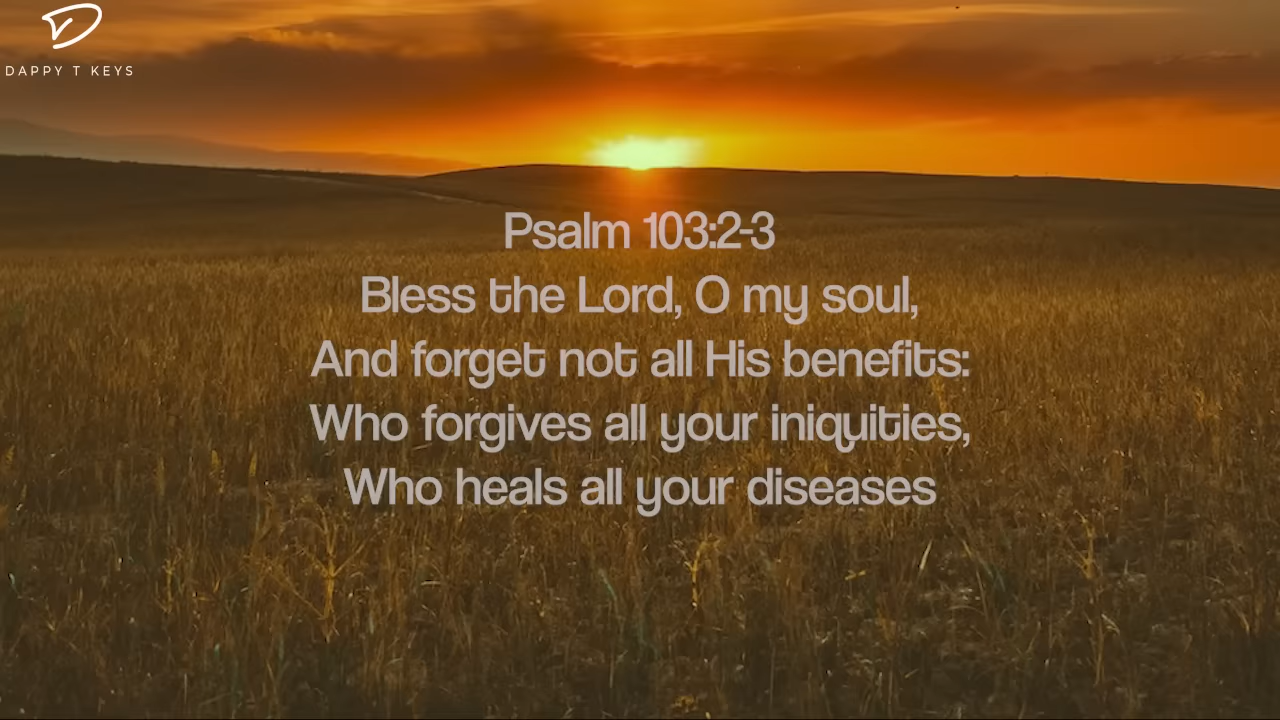 DAPPY T KEYS
Psalm 103:2-3
Bless the Lord, O my soul,
And forget not all His benefits:
Who forgives all your iniquities,
Who heals all your diseases